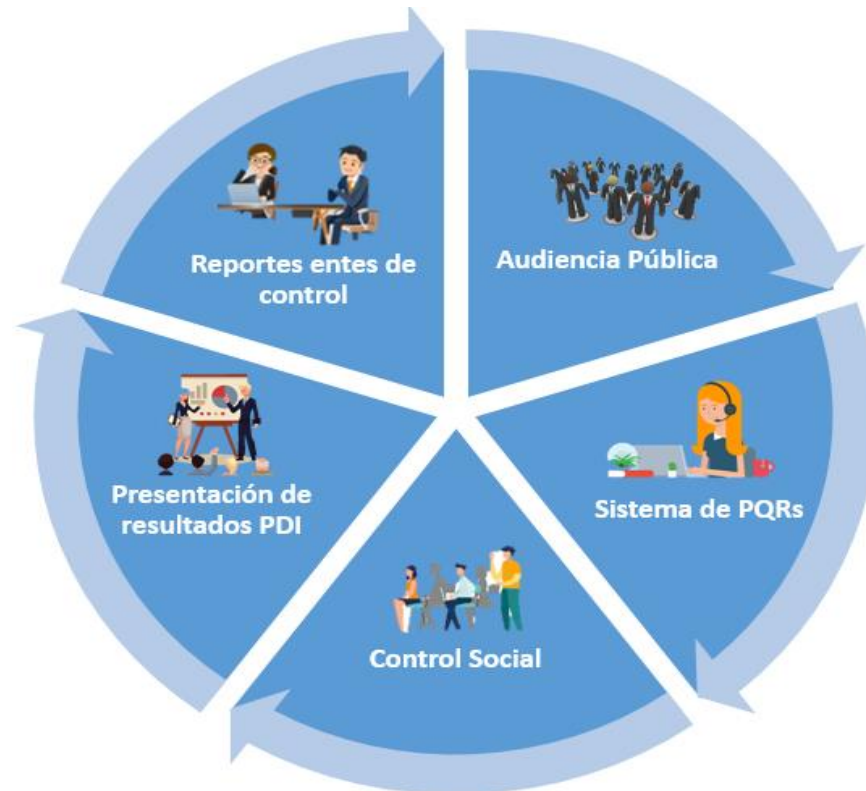 Reportes entes de
control
Audiencia Pública
Sistema de PQRs
Control Social
Presentación de
resultados PDI